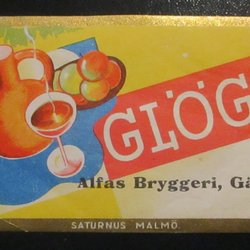 GLÖG
Alfas Bryggeri, Gä
SATURNUS MALMÖ.